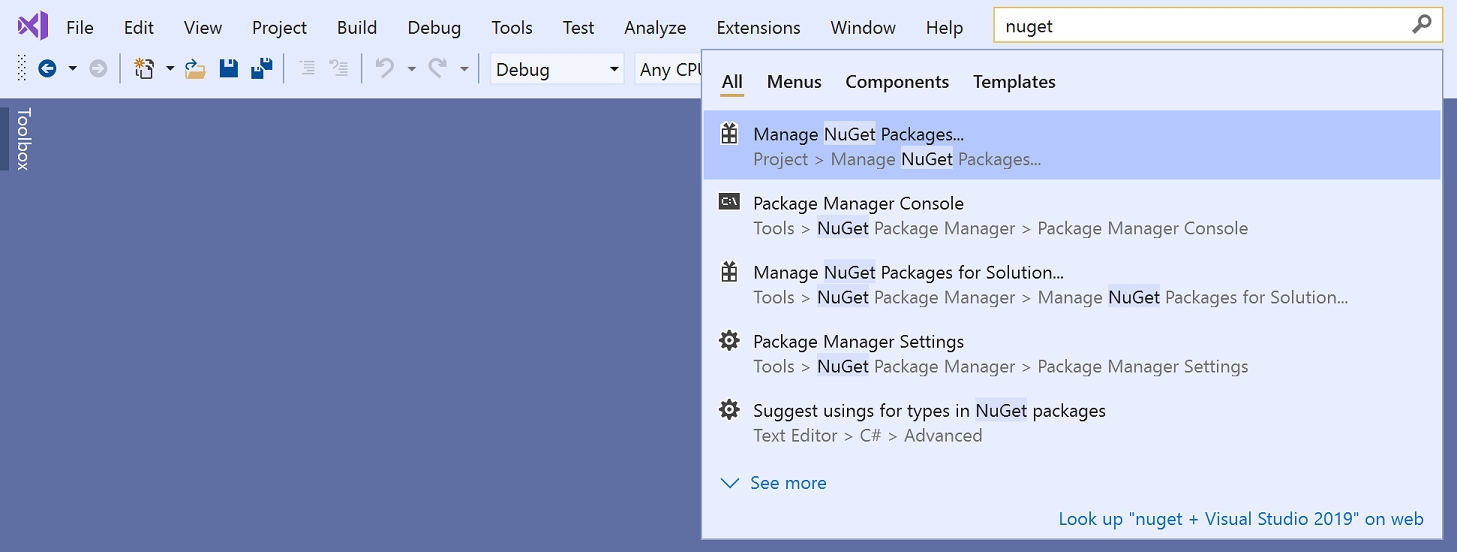 File Edit View Project Build Debug Tools Test Analyze Extensions Window Help nuget
Debug Any CPU
All Menus Components Templates
Toolbox
Manage NuGet Packages...
Project > Manage NuGet Packages...
C:\
Package Manager Console
Tools > NuGet Package Manager > Package Manager Console
Manage NuGet Packages for Solution...
Tools > NuGet Package Manager > Manage NuGet Packages for Solution...
Package Manager Settings
Tools > NuGet Package Manager > Package Manager Settings
Suggest usings for types in NuGet packages
Text Editor > C# > Advanced
See more
Look up "nuget + Visual Studio 2019" on web